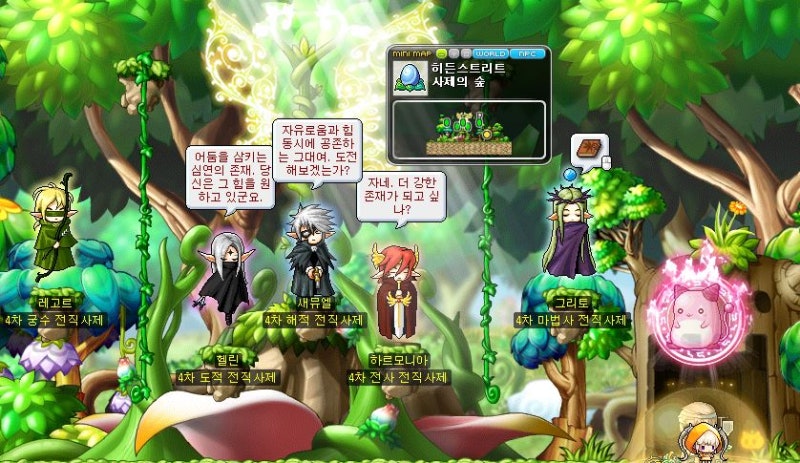 MINI MAP
WORLD
NPC
히든스트리트
사제의 숲
어둠을 삼키는
심연의 존재. 당
신은 그 힘을 원
하고 있군요.
자유로움과 힘
동시에 공존하
는 그대여. 도전
해보겠는가?
자네. 더 강한
존재가 되고 싶
나?
레고르
4차 궁수 전직사제
헬린
4차 도적 전직사제
새뮤엘
4차 해적 전직사제
하르모니아
4차 전사 전직사제
그리토
4차 마법사 전직사제